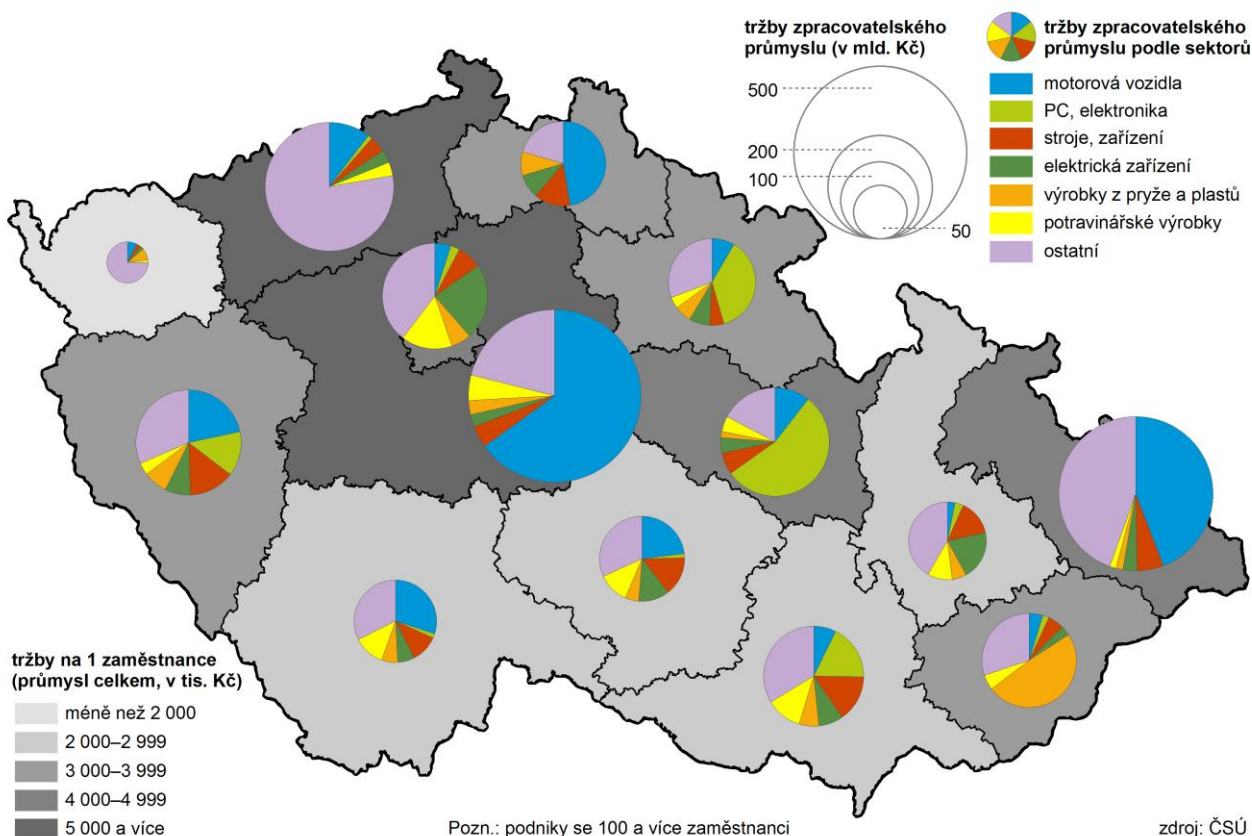 tržby zpracovatelského
průmyslu (v mld. Kč)
500
200
100
50
tržby zpracovatelského
průmyslu podle sektorů
motorová vozidla
PC, elektronika
stroje, zařízení
elektrická zařízení
výrobky z pryže a plastů
potravinářské výrobky
ostatní
tržby na 1 zaměstnance
(průmysl celkem, v tis. Kč)
méně než 2 000
2 000–2 999
3 000–3 999
4 000–4 999
5 000 a více
Pozn.: podniky se 100 a více zaměstnanci
zdroj: ČSÚ